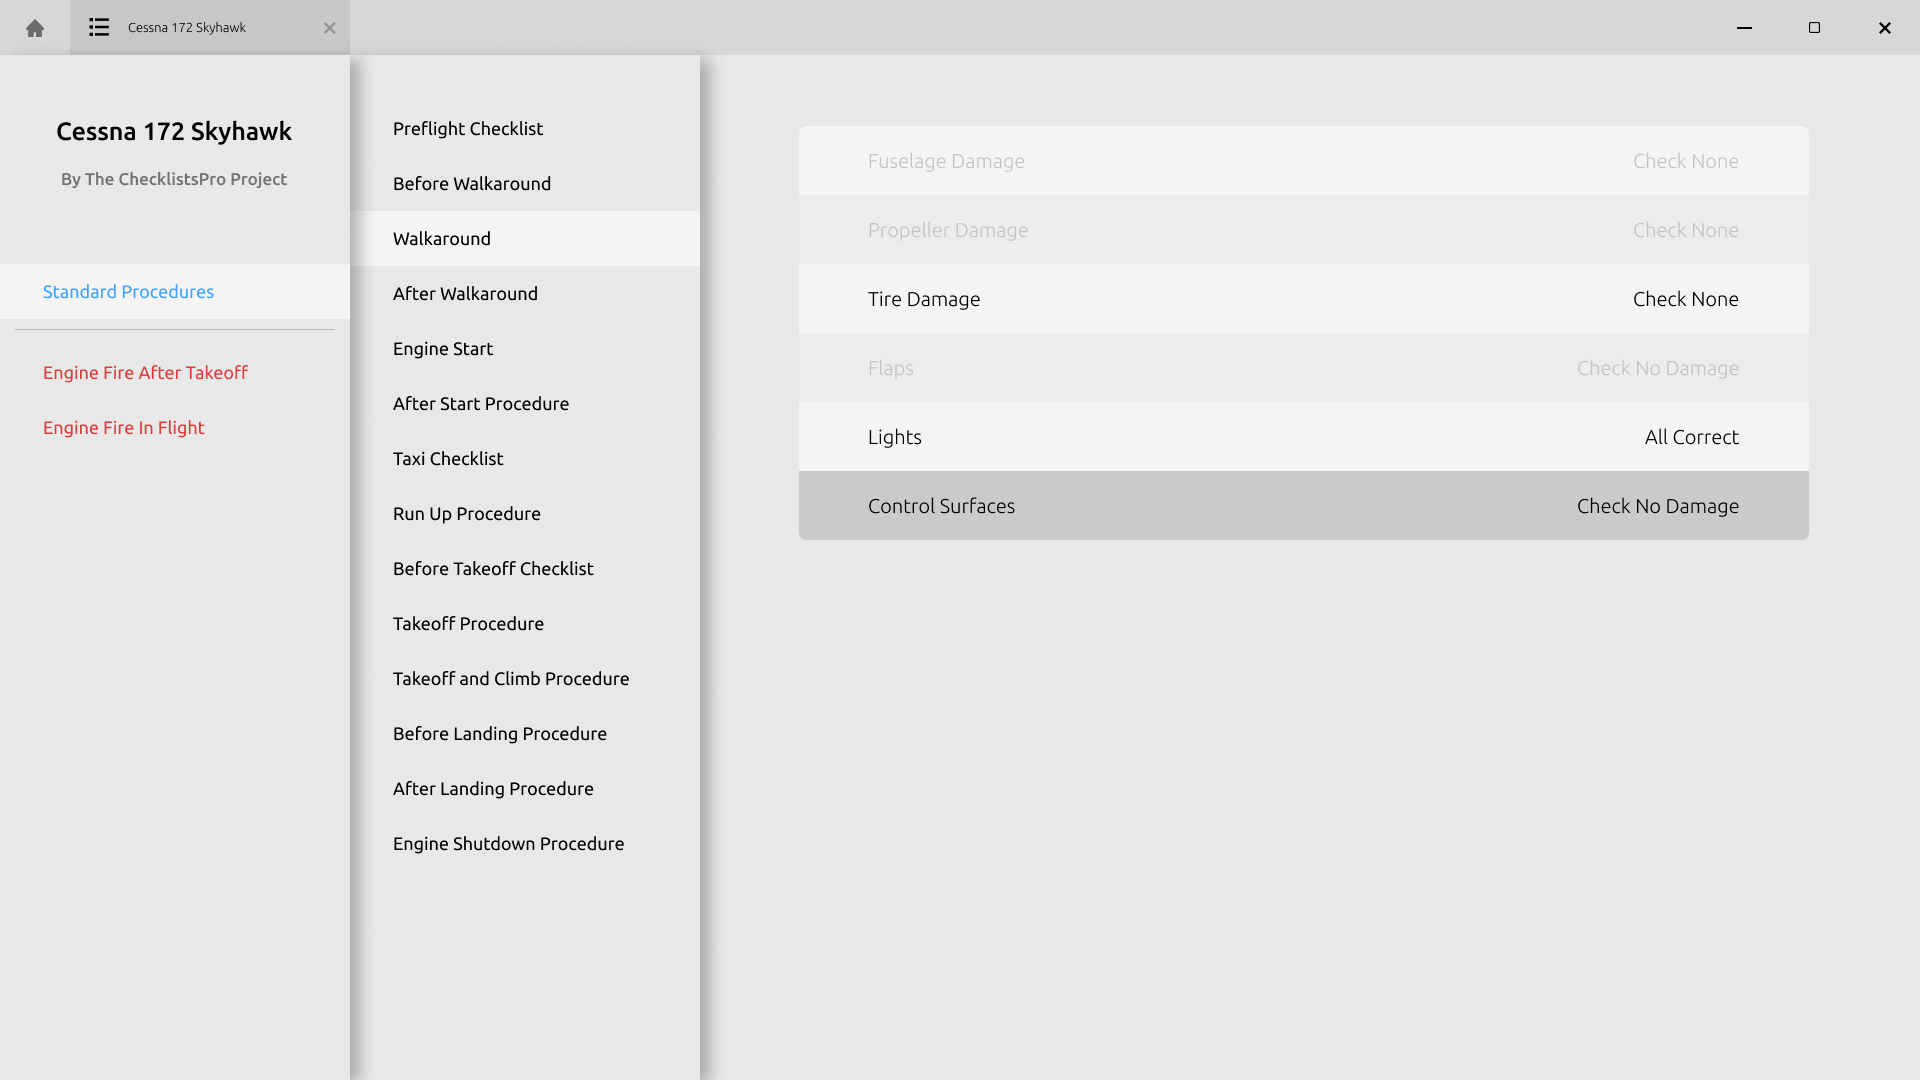 Cessna 172 Skyhawk
Cessna 172 Skyhawk
By The ChecklistsPro Project
Standard Procedures
Engine Fire After Takeoff
Engine Fire In Flight
Preflight Checklist
Before Walkaround
Walkaround
After Walkaround
Engine Start
After Start Procedure
Taxi Checklist
Run Up Procedure
Before Takeoff Checklist
Takeoff Procedure
Takeoff and Climb Procedure
Before Landing Procedure
After Landing Procedure
Engine Shutdown Procedure
Fuselage Damage Check None
Propeller Damage Check None
Tire Damage Check None
Flaps Check No Damage
Lights All Correct
Control Surfaces Check No Damage